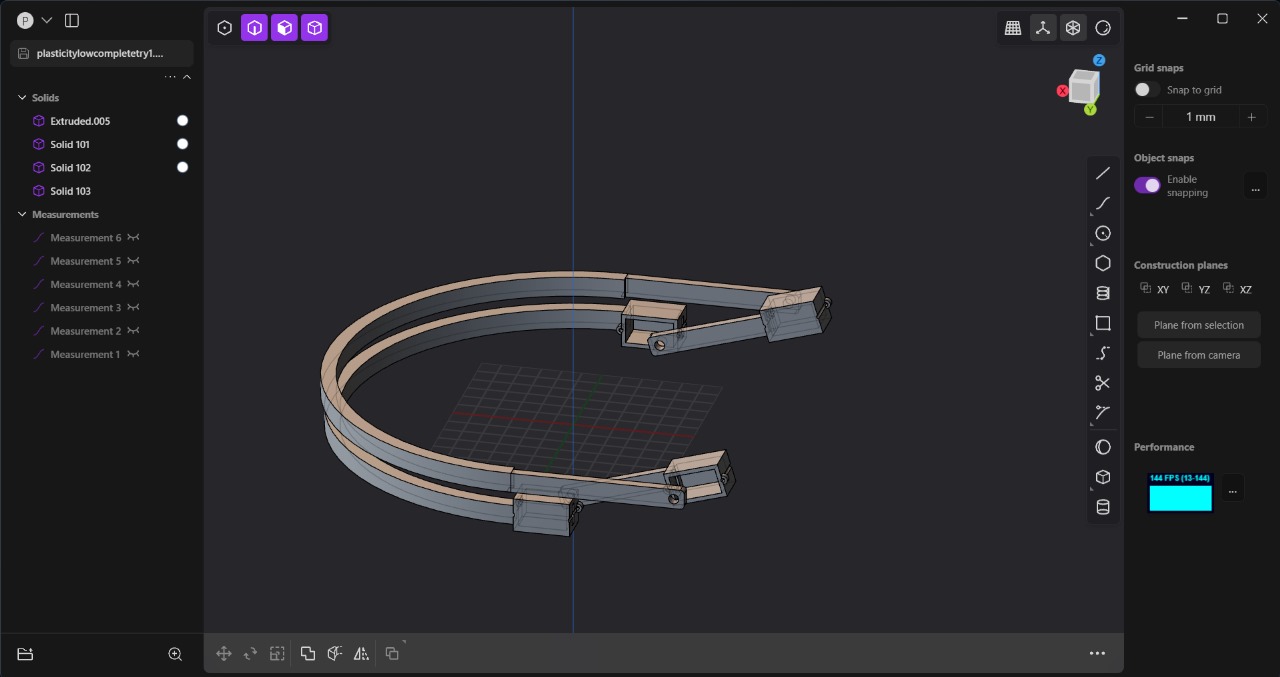 P
plasticitylowcompletetry1....
Solids
Extruded.005
Solid 101
Solid 102
Solid 103
Measurements
Measurement 6
Measurement 5
Measurement 4
Measurement 3
Measurement 2
Measurement 1
Z
X
Y
Grid snaps
Snap to grid
1 mm
Object snaps
Enable
snapping
...
Construction planes
XY YZ XZ
Plane from selection
Plane from camera
Performance
144 FPS (13-144)
...